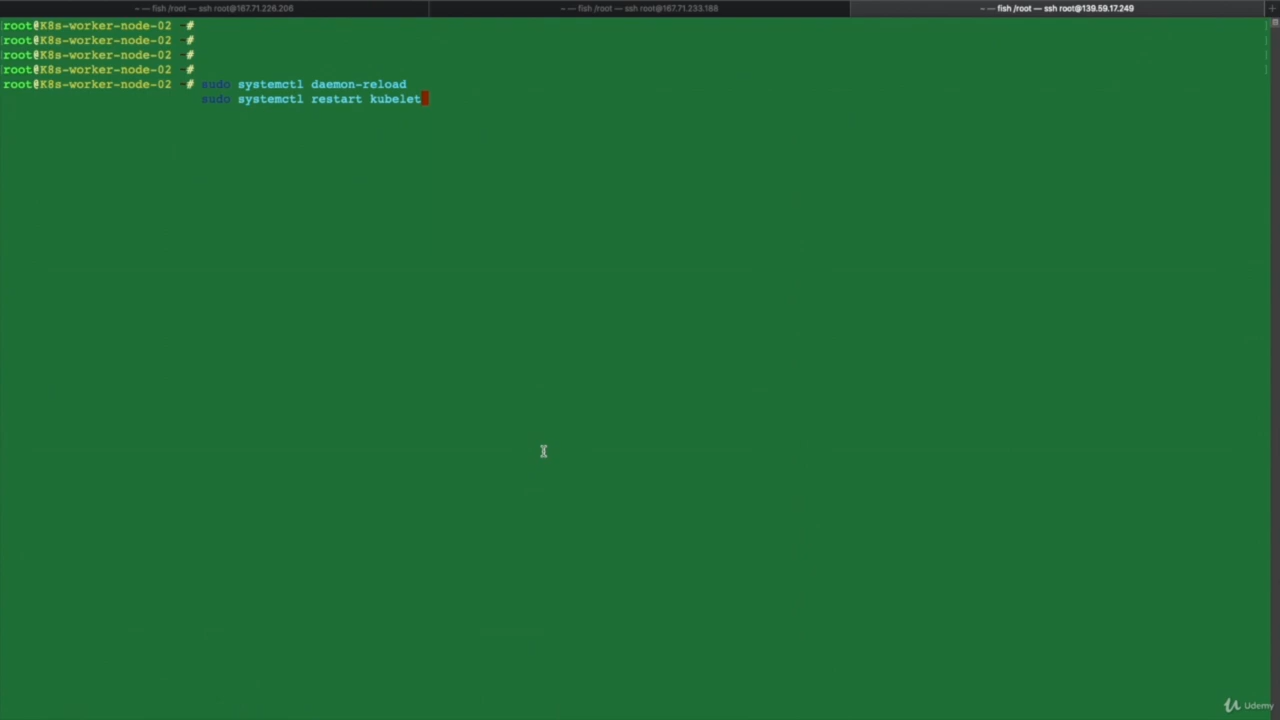 ~ — fish /root — ssh root@167.71.226.206
~ — fish /root — ssh root@167.71.233.188
~ — fish /root — ssh root@139.59.17.249
+
root@K8s-worker-node-02 ~#
root@K8s-worker-node-02 ~#
root@K8s-worker-node-02 ~#
root@K8s-worker-node-02 ~#
root@K8s-worker-node-02 ~# sudo systemctl daemon-reload
sudo systemctl restart kubelet
Udemy